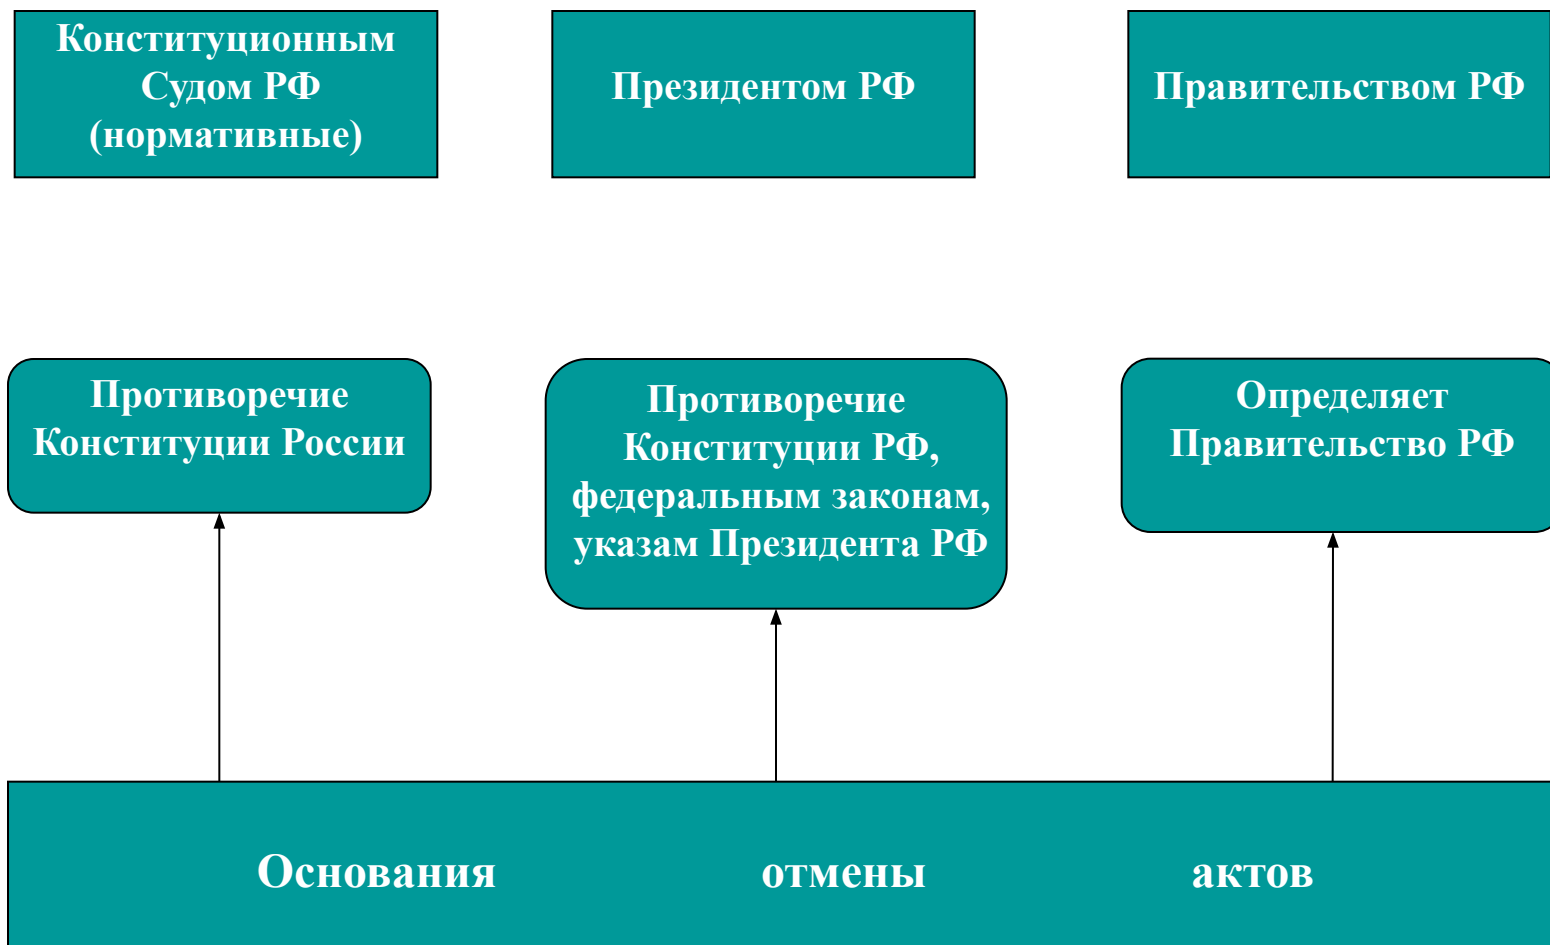 Конституционным
Судом РФ
(нормативные)
Президентом РФ
Правительством РФ
Противоречие
Конституции России
Противоречие
Конституции РФ,
федеральным законам,
указам Президента РФ
Определяет
Правительство РФ
Основания отмены актов